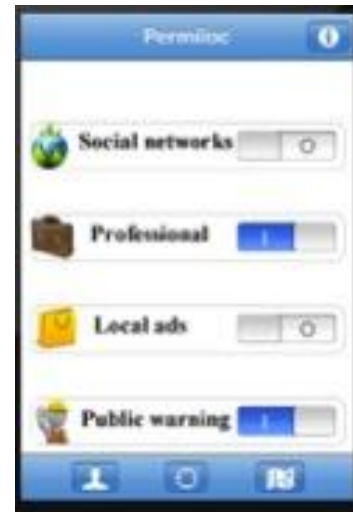 Permiloc
Social networks
Professional
Local ads
Public warning